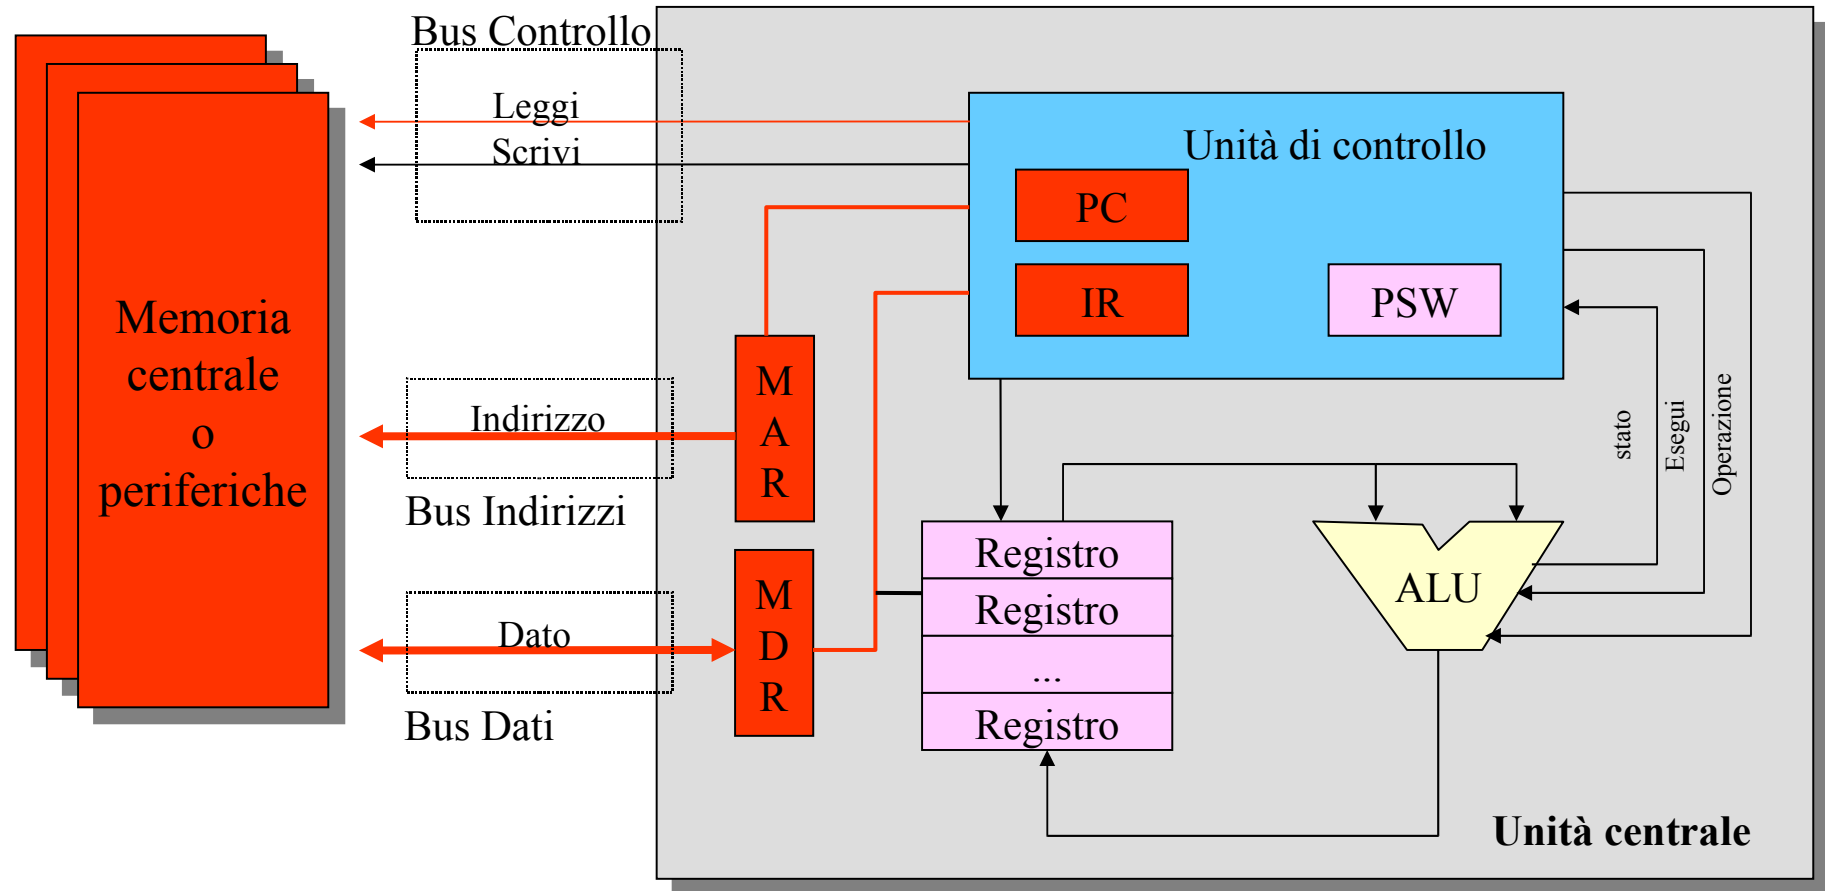 Bus Controllo
Leggi
Scrivi
Unità di controllo
PC
IR
PSW
Memoria
centrale
o
periferiche
M
A
R
Indirizzo
Bus Indirizzi
stato
Esegui
Operazione
M
D
R
Dato
Bus Dati
Registro
Registro
...
Registro
ALU
Unità centrale